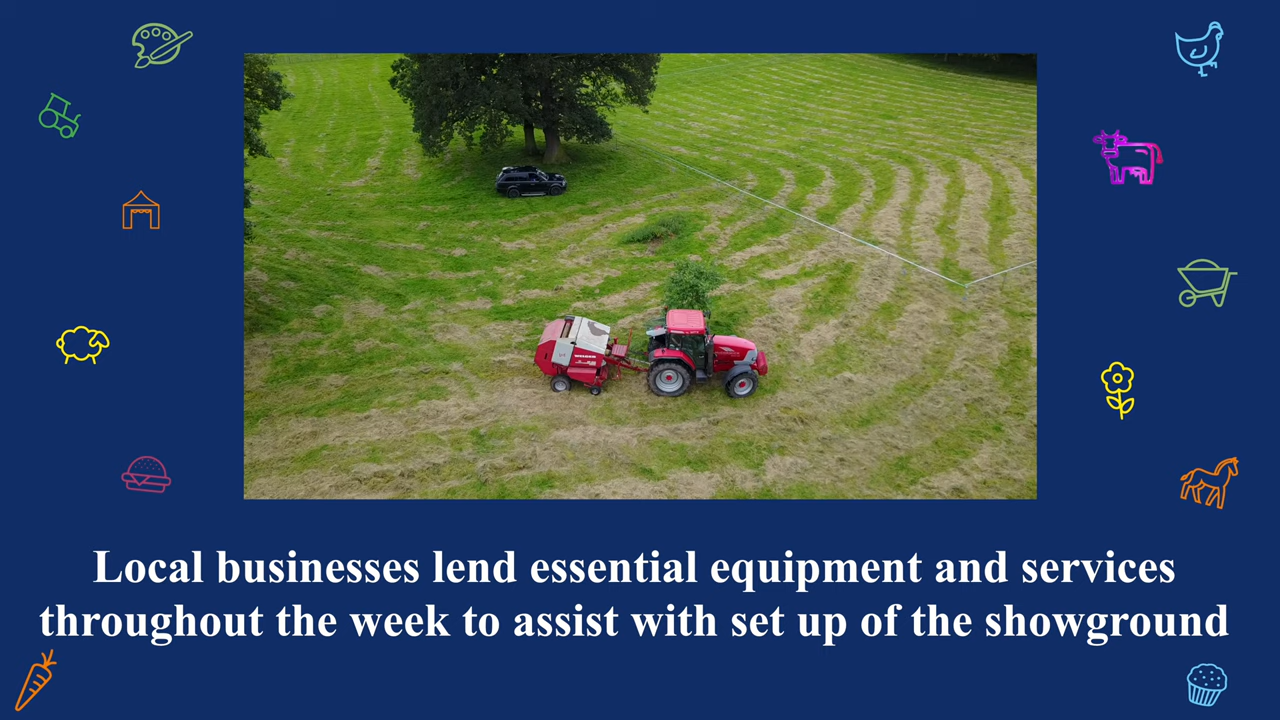 Local businesses lend essential equipment and services
throughout the week to assist with set up of the showground